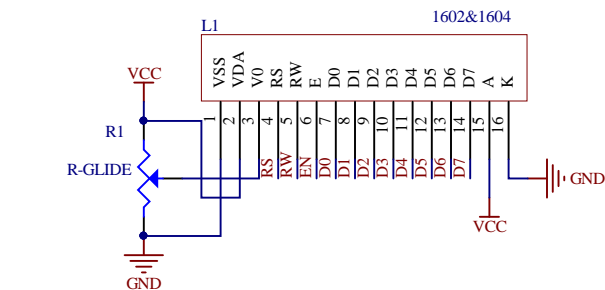 L1
1602&1604
VSS
VDA
V0
RS
RW
E
D0
D1
D2
D3
D4
D5
D6
D7
A
K
1
2
3
4
5
6
7
8
9
10
11
12
13
14
15
16
VCC
R1
R-GLIDE
RS
RW
EN
D0
D1
D2
D3
D4
D5
D6
D7
GND
VCC
GND